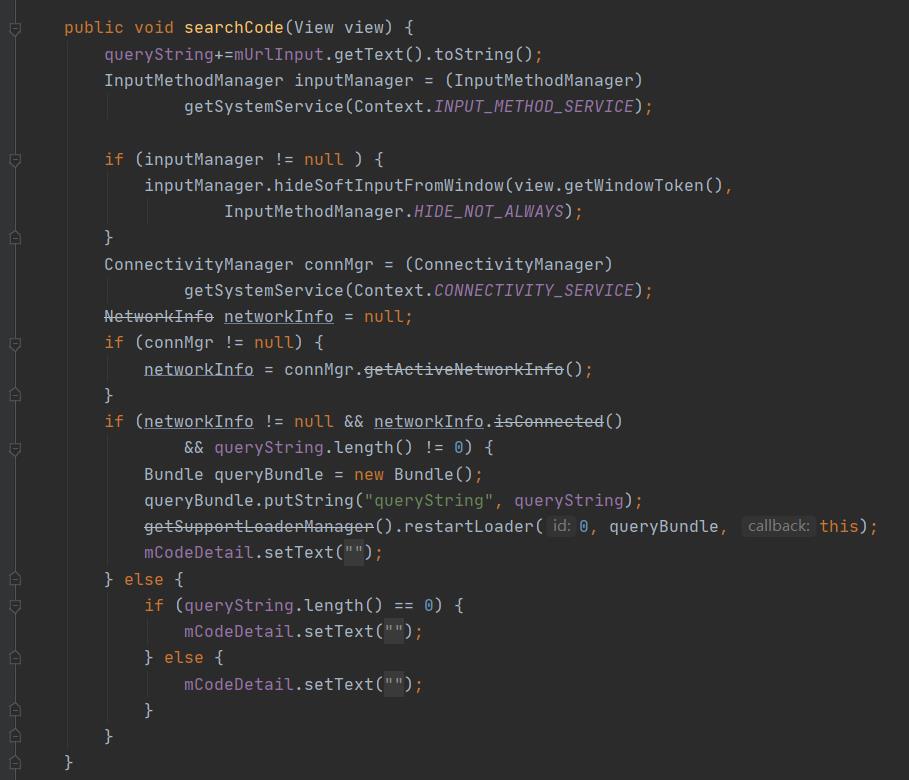 public void searchCode(View view) {
queryString+=mUrlInput.getText().toString();
InputMethodManager inputManager = (InputMethodManager)
getSystemService(Context.INPUT_METHOD_SERVICE);
if (inputManager != null ) {
inputManager.hideSoftInputFromWindow(view.getWindowToken(),
InputMethodManager.HIDE_NOT_ALWAYS);
}
ConnectivityManager connMgr = (ConnectivityManager)
getSystemService(Context.CONNECTIVITY_SERVICE);
NetworkInfo networkInfo = null;
if (connMgr != null) {
networkInfo = connMgr.getActiveNetworkInfo();
}
if (networkInfo != null && networkInfo.isConnected()
&& queryString.length() != 0) {
Bundle queryBundle = new Bundle();
queryBundle.putString("queryString", queryString);
getSupportLoaderManager().restartLoader( id: 0, queryBundle, callback: this);
mCodeDetail.setText("");
} else {
if (queryString.length() == 0) {
mCodeDetail.setText("");
} else {
mCodeDetail.setText("");
}
}
}